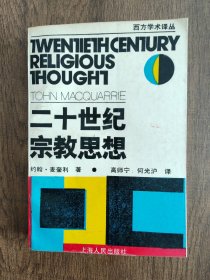 西方学术译丛
TWENTIETH CENTURY
RELIGIOUS
THOUGHT
JOHN MACQUARRIE
二十世纪
宗教思想
约翰·麦奎利 著 ● 高师宁 何光沪 译
上海人民出版社